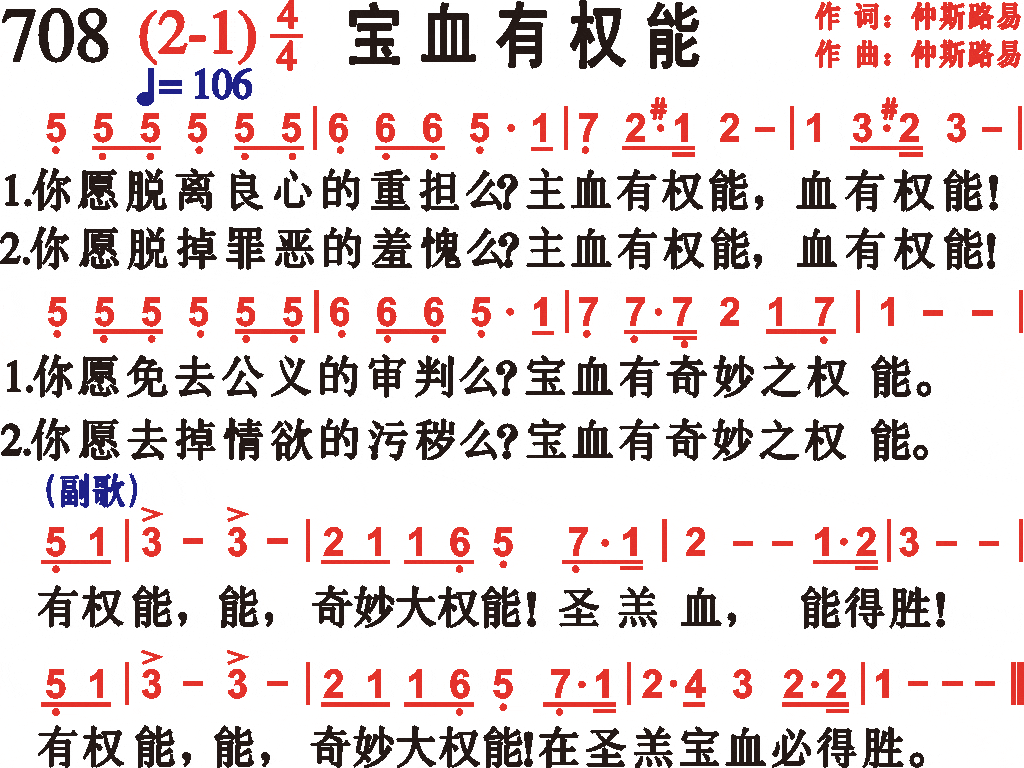 708 (2-1) 4/4 宝血有权能 作词：仲斯路易
♩= 106 作曲：仲斯路易
5 5 5 5 5 5 | 6 6 6 5 · 1 | 7 2 · #1 2 – | 1 3 · #2 3 – |
1.你愿脱离良心的重担么？主血有权能，血有权能！
2.你愿脱掉罪恶的羞愧么？主血有权能，血有权能！
5 5 5 5 5 5 | 6 6 6 5 · 1 | 7 7 · 7 2 1 7 | 1 – – |
1.你愿免去公义的审判么？宝血有奇妙之权 能。
2.你愿去掉情欲的污秽么？宝血有奇妙之权 能。
（副歌）
5 1 | > 3 – > 3 – | 2 1 1 6 5 7 · 1 | 2 – – 1 · 2 | 3 – – |
有权能，能，奇妙大权能！圣羔血， 能得胜！
5 1 | > 3 – > 3 – | 2 1 1 6 5 7 · 1 | 2 · 4 3 2 · 2 | 1 – – – ‖
有权能，能，奇妙大权能！在圣羔宝血必得胜。